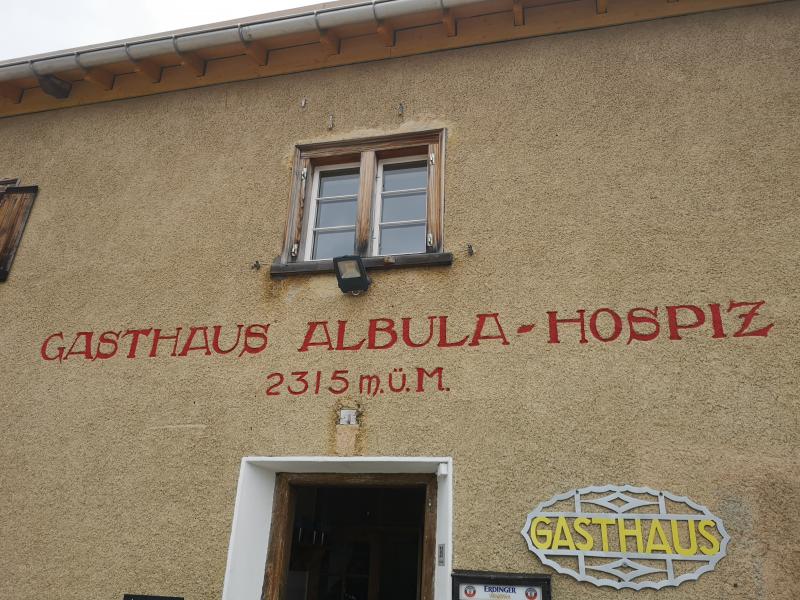 GASTHAUS ALBULA-HOSPIZ
2315 m.ü.M.
GASTHAUS
ERDINGER